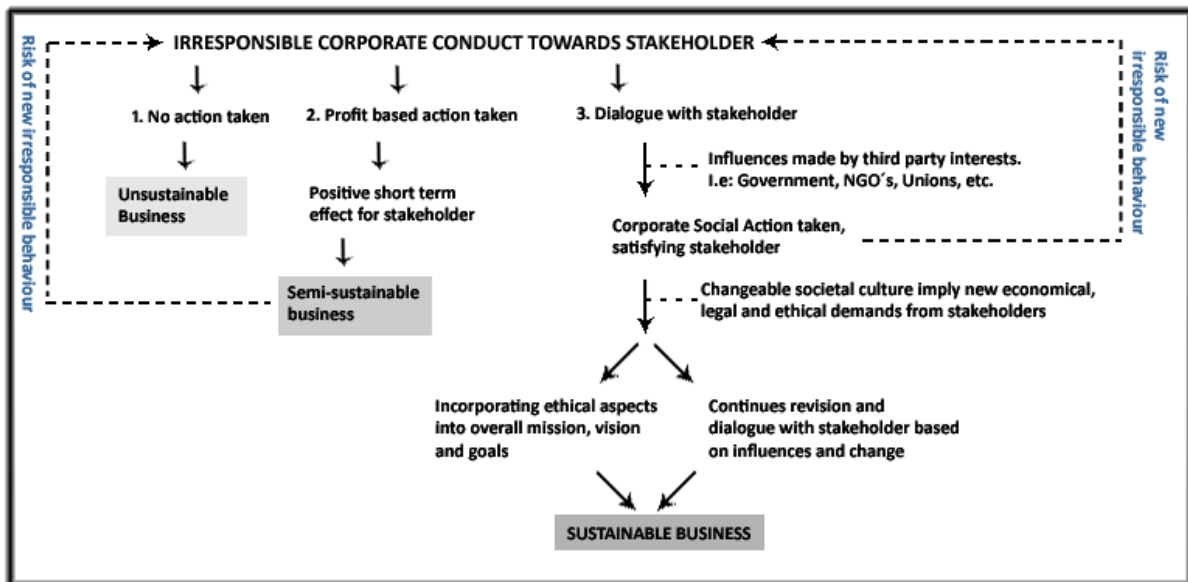 IRRESPONSIBLE CORPORATE CONDUCT TOWARDS STAKEHOLDER
Risk of new irresponsible behaviour
Risk of new
irresponsible behaviour
1. No action taken
2. Profit based action taken
3. Dialogue with stakeholder
Influences made by third party interests.
I.e: Government, NGO´s, Unions, etc.
Unsustainable
Business
Positive short term
effect for stakeholder
Corporate Social Action taken,
satisfying stakeholder
Semi-sustainable
business
Changeable societal culture imply new economical,
legal and ethical demands from stakeholders
Incorporating ethical aspects
into overall mission, vision
and goals
Continues revision and
dialogue with stakeholder based
on influences and change
SUSTAINABLE BUSINESS